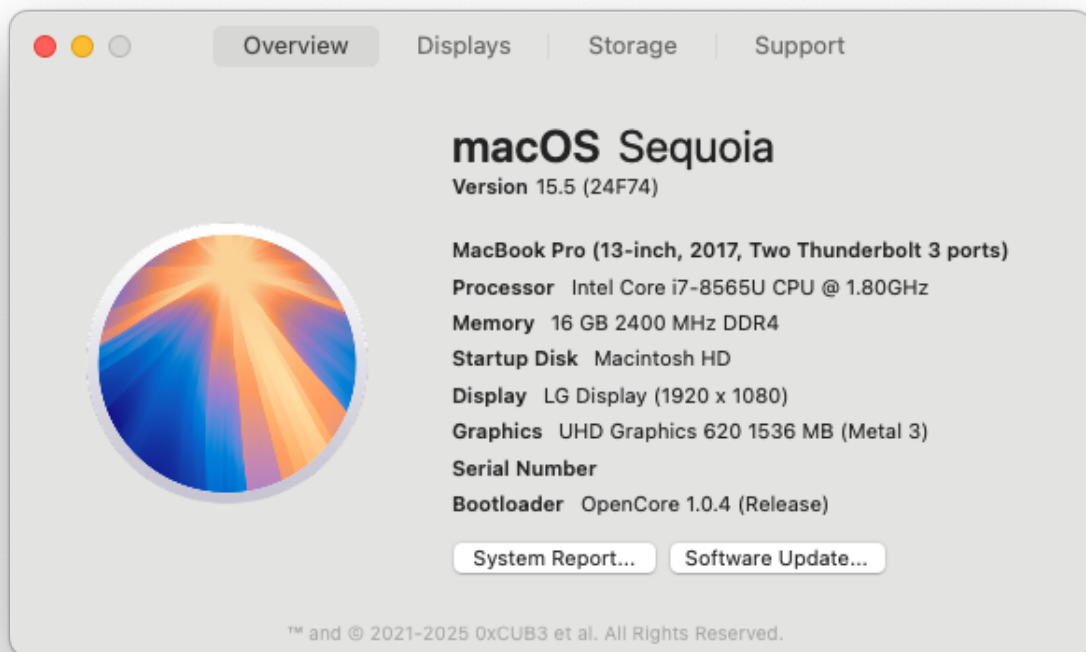 Overview Displays Storage Support
macOS Sequoia
Version 15.5 (24F74)
MacBook Pro (13-inch, 2017, Two Thunderbolt 3 ports)
Processor Intel Core i7-8565U CPU @ 1.80GHz
Memory 16 GB 2400 MHz DDR4
Startup Disk Macintosh HD
Display LG Display (1920 x 1080)
Graphics UHD Graphics 620 1536 MB (Metal 3)
Serial Number
Bootloader OpenCore 1.0.4 (Release)
System Report... Software Update...
™ and © 2021-2025 0xCUB3 et al. All Rights Reserved.